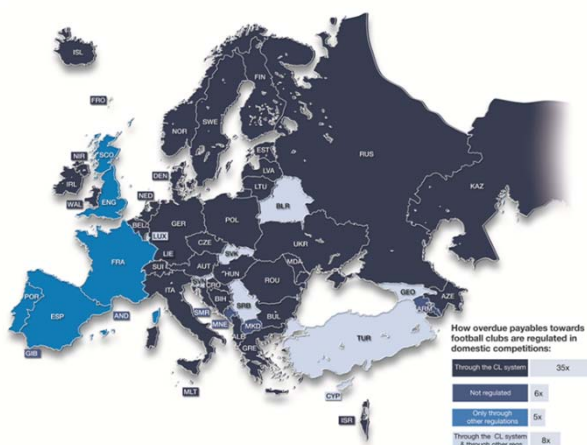 ISL
FIN
FRO
SWE
NOR
RUS
EST
SCO
NIR
LVA
DEN
KAZ
IRL
LTU
WAL
ENG
NED
BLR
BEL
GER
POL
LUX
CZE
UKR
SVK
FRA
LIE
MDA
AUT
SUI
HUN
ROU
CRO
GEO
ITA
BIH
SRB
AZE
POR
ARM
ESP
AND
SMR
BUL
MNE
MKD
ALB
TUR
GRE
GIB
MLT
CYP
ISR
How overdue payables towards
football clubs are regulated in
domestic competitions:
Through the CL system 35x
Not regulated 6x
Only through
other regulations 5x
Through the CL system 8x
& through other regs